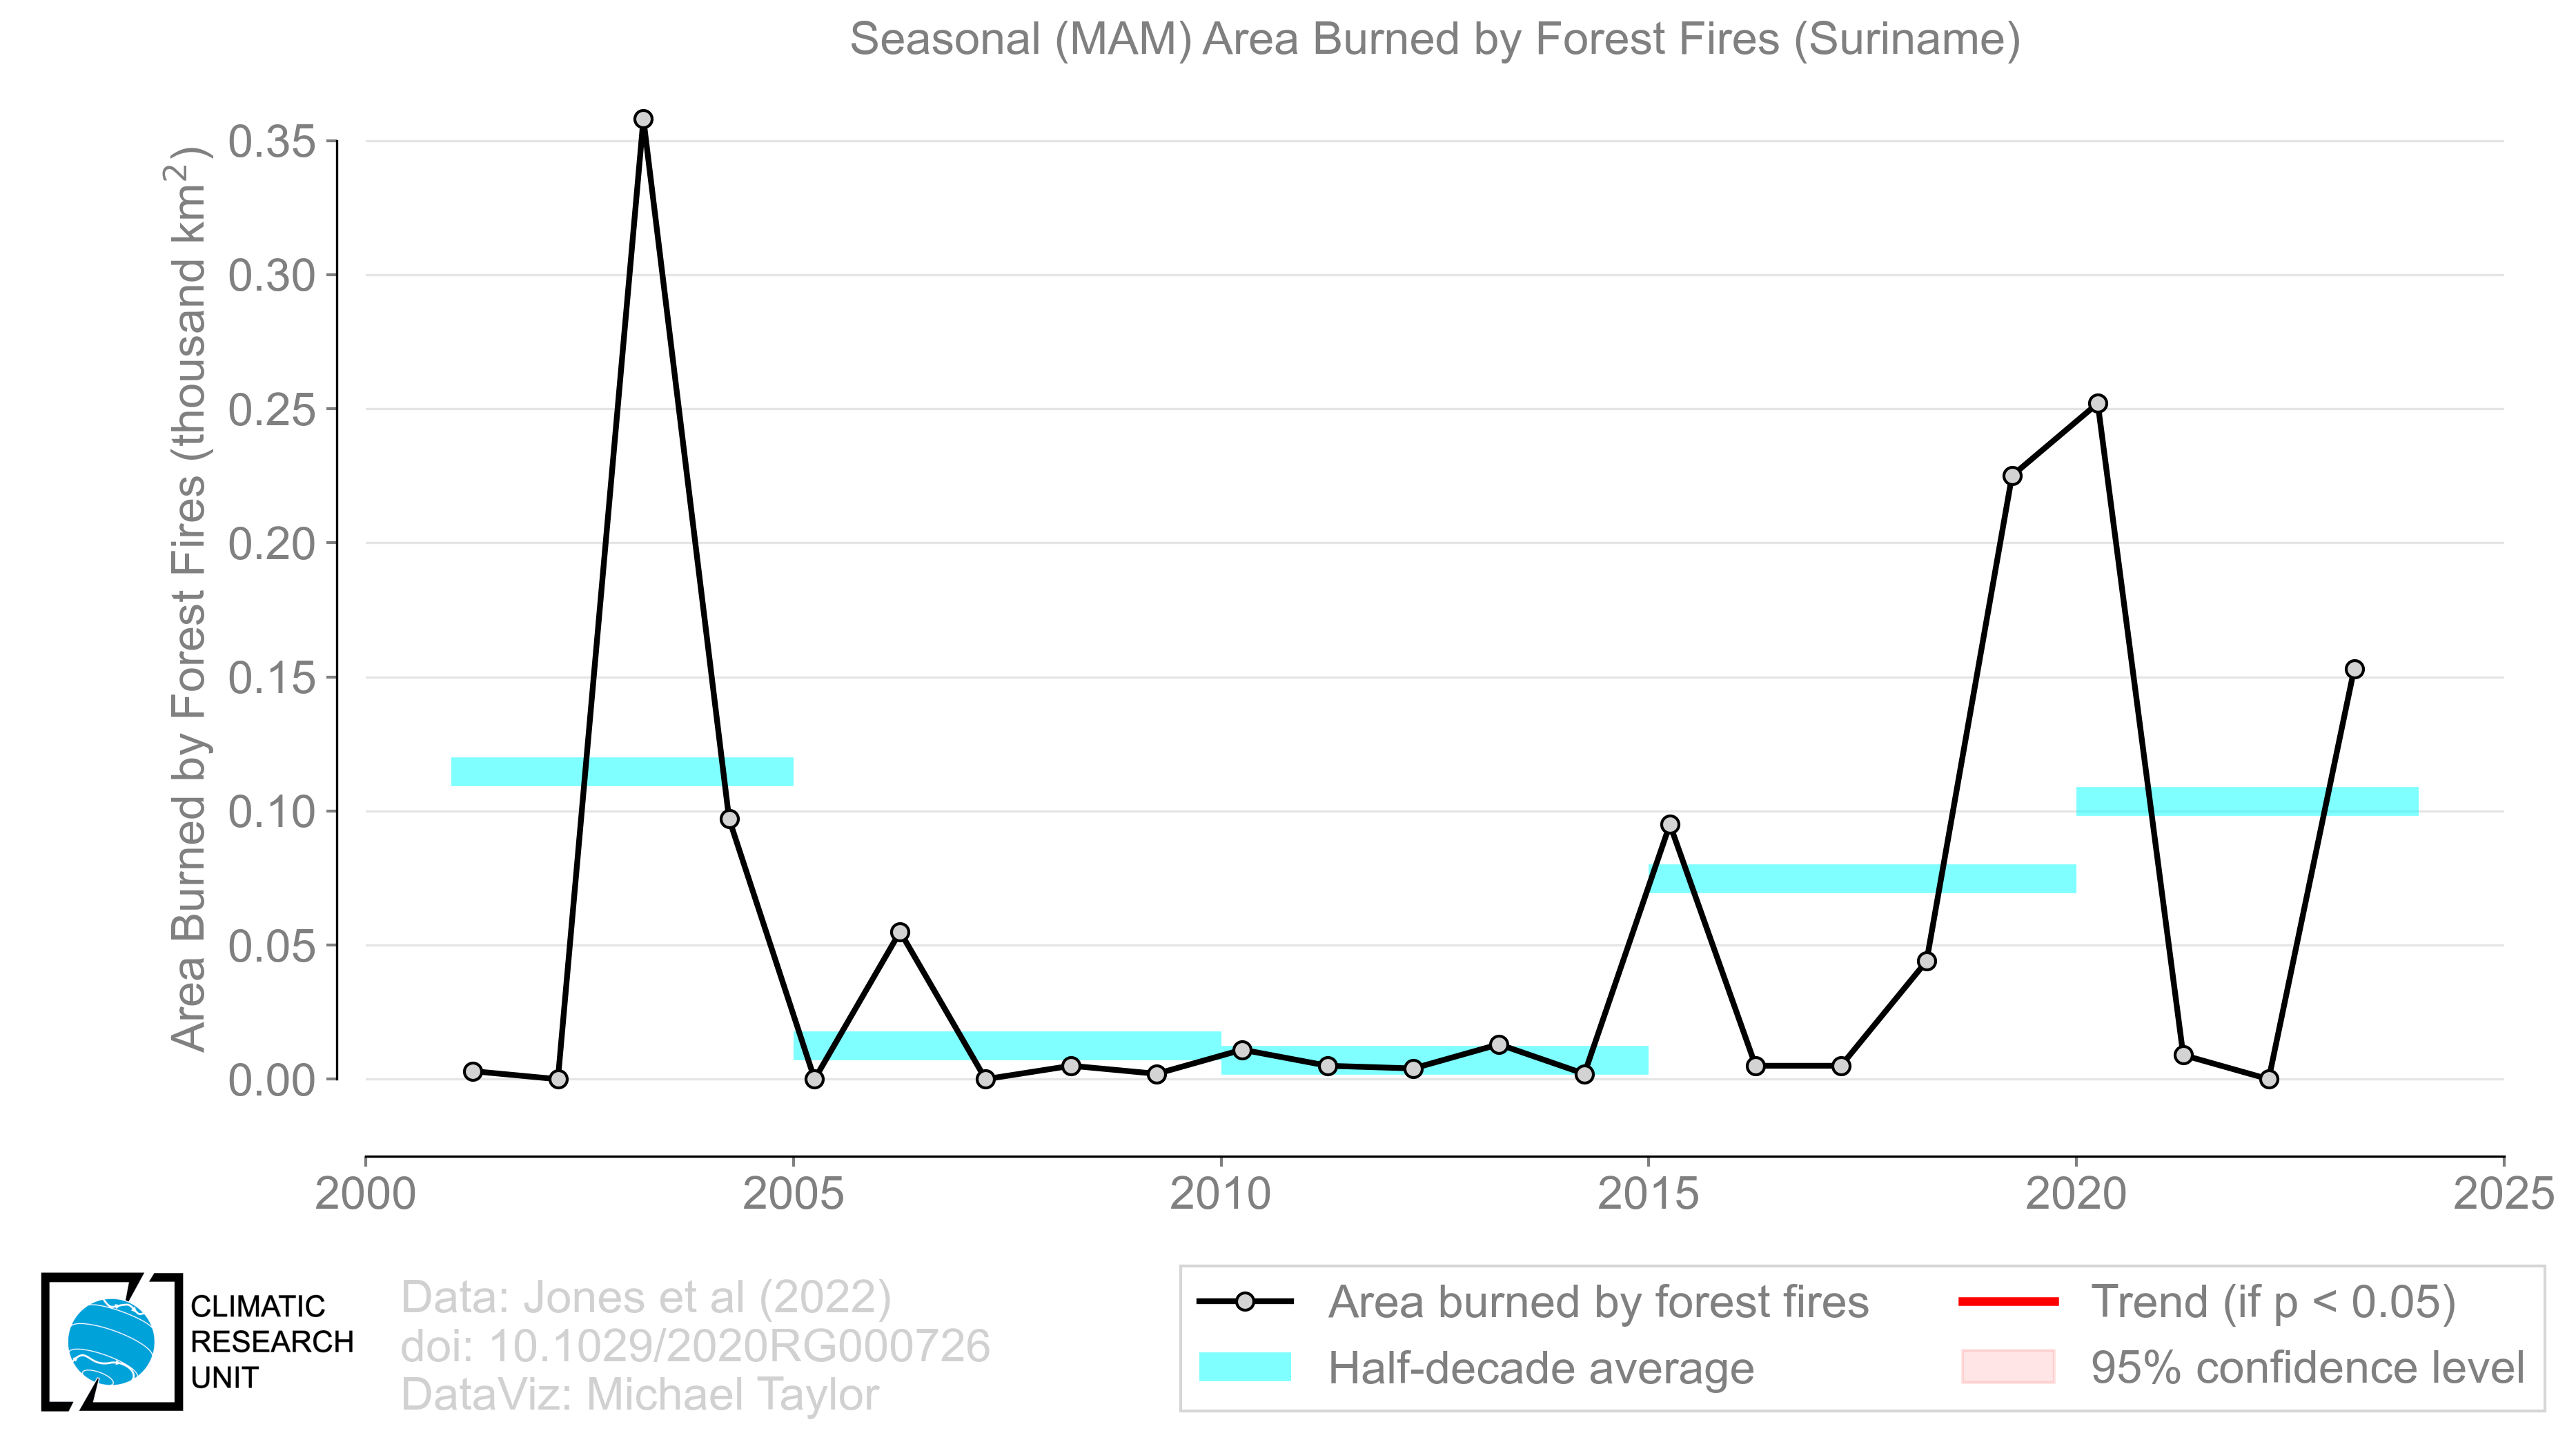 Seasonal (MAM) Area Burned by Forest Fires (Suriname)
Area Burned by Forest Fires (thousand km²)
0.35
0.30
0.25
0.20
0.15
0.10
0.05
0.00
2000 2005 2010 2015 2020 2025
CLIMATIC
RESEARCH
UNIT
Data: Jones et al (2022)
doi: 10.1029/2020RG000726
DataViz: Michael Taylor
Area burned by forest fires
Half-decade average
Trend (if p < 0.05)
95% confidence level